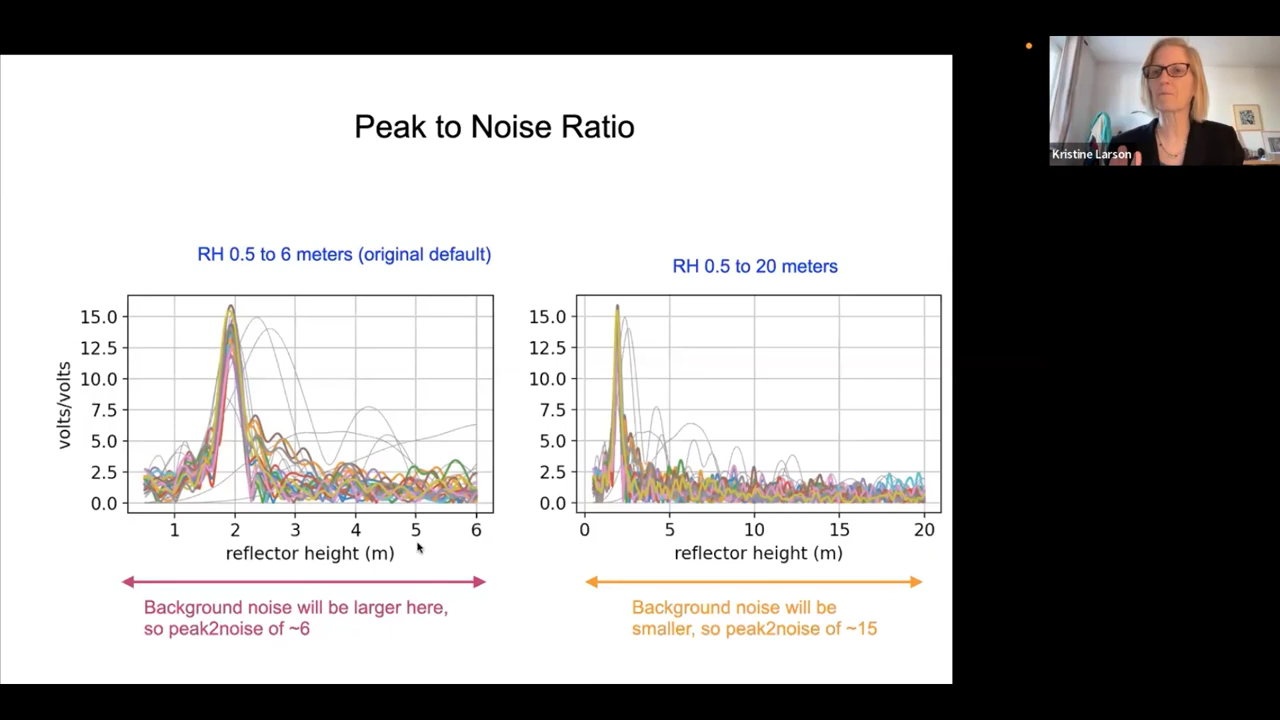 Peak to Noise Ratio
Kristine Larson
RH 0.5 to 6 meters (original default)
15.0
12.5
10.0
7.5
5.0
2.5
0.0
volts/volts
1 2 3 4 5 6
reflector height (m)
Background noise will be larger here,
so peak2noise of ~6
RH 0.5 to 20 meters
15.0
12.5
10.0
7.5
5.0
2.5
0.0
0 5 10 15 20
reflector height (m)
Background noise will be
smaller, so peak2noise of ~15